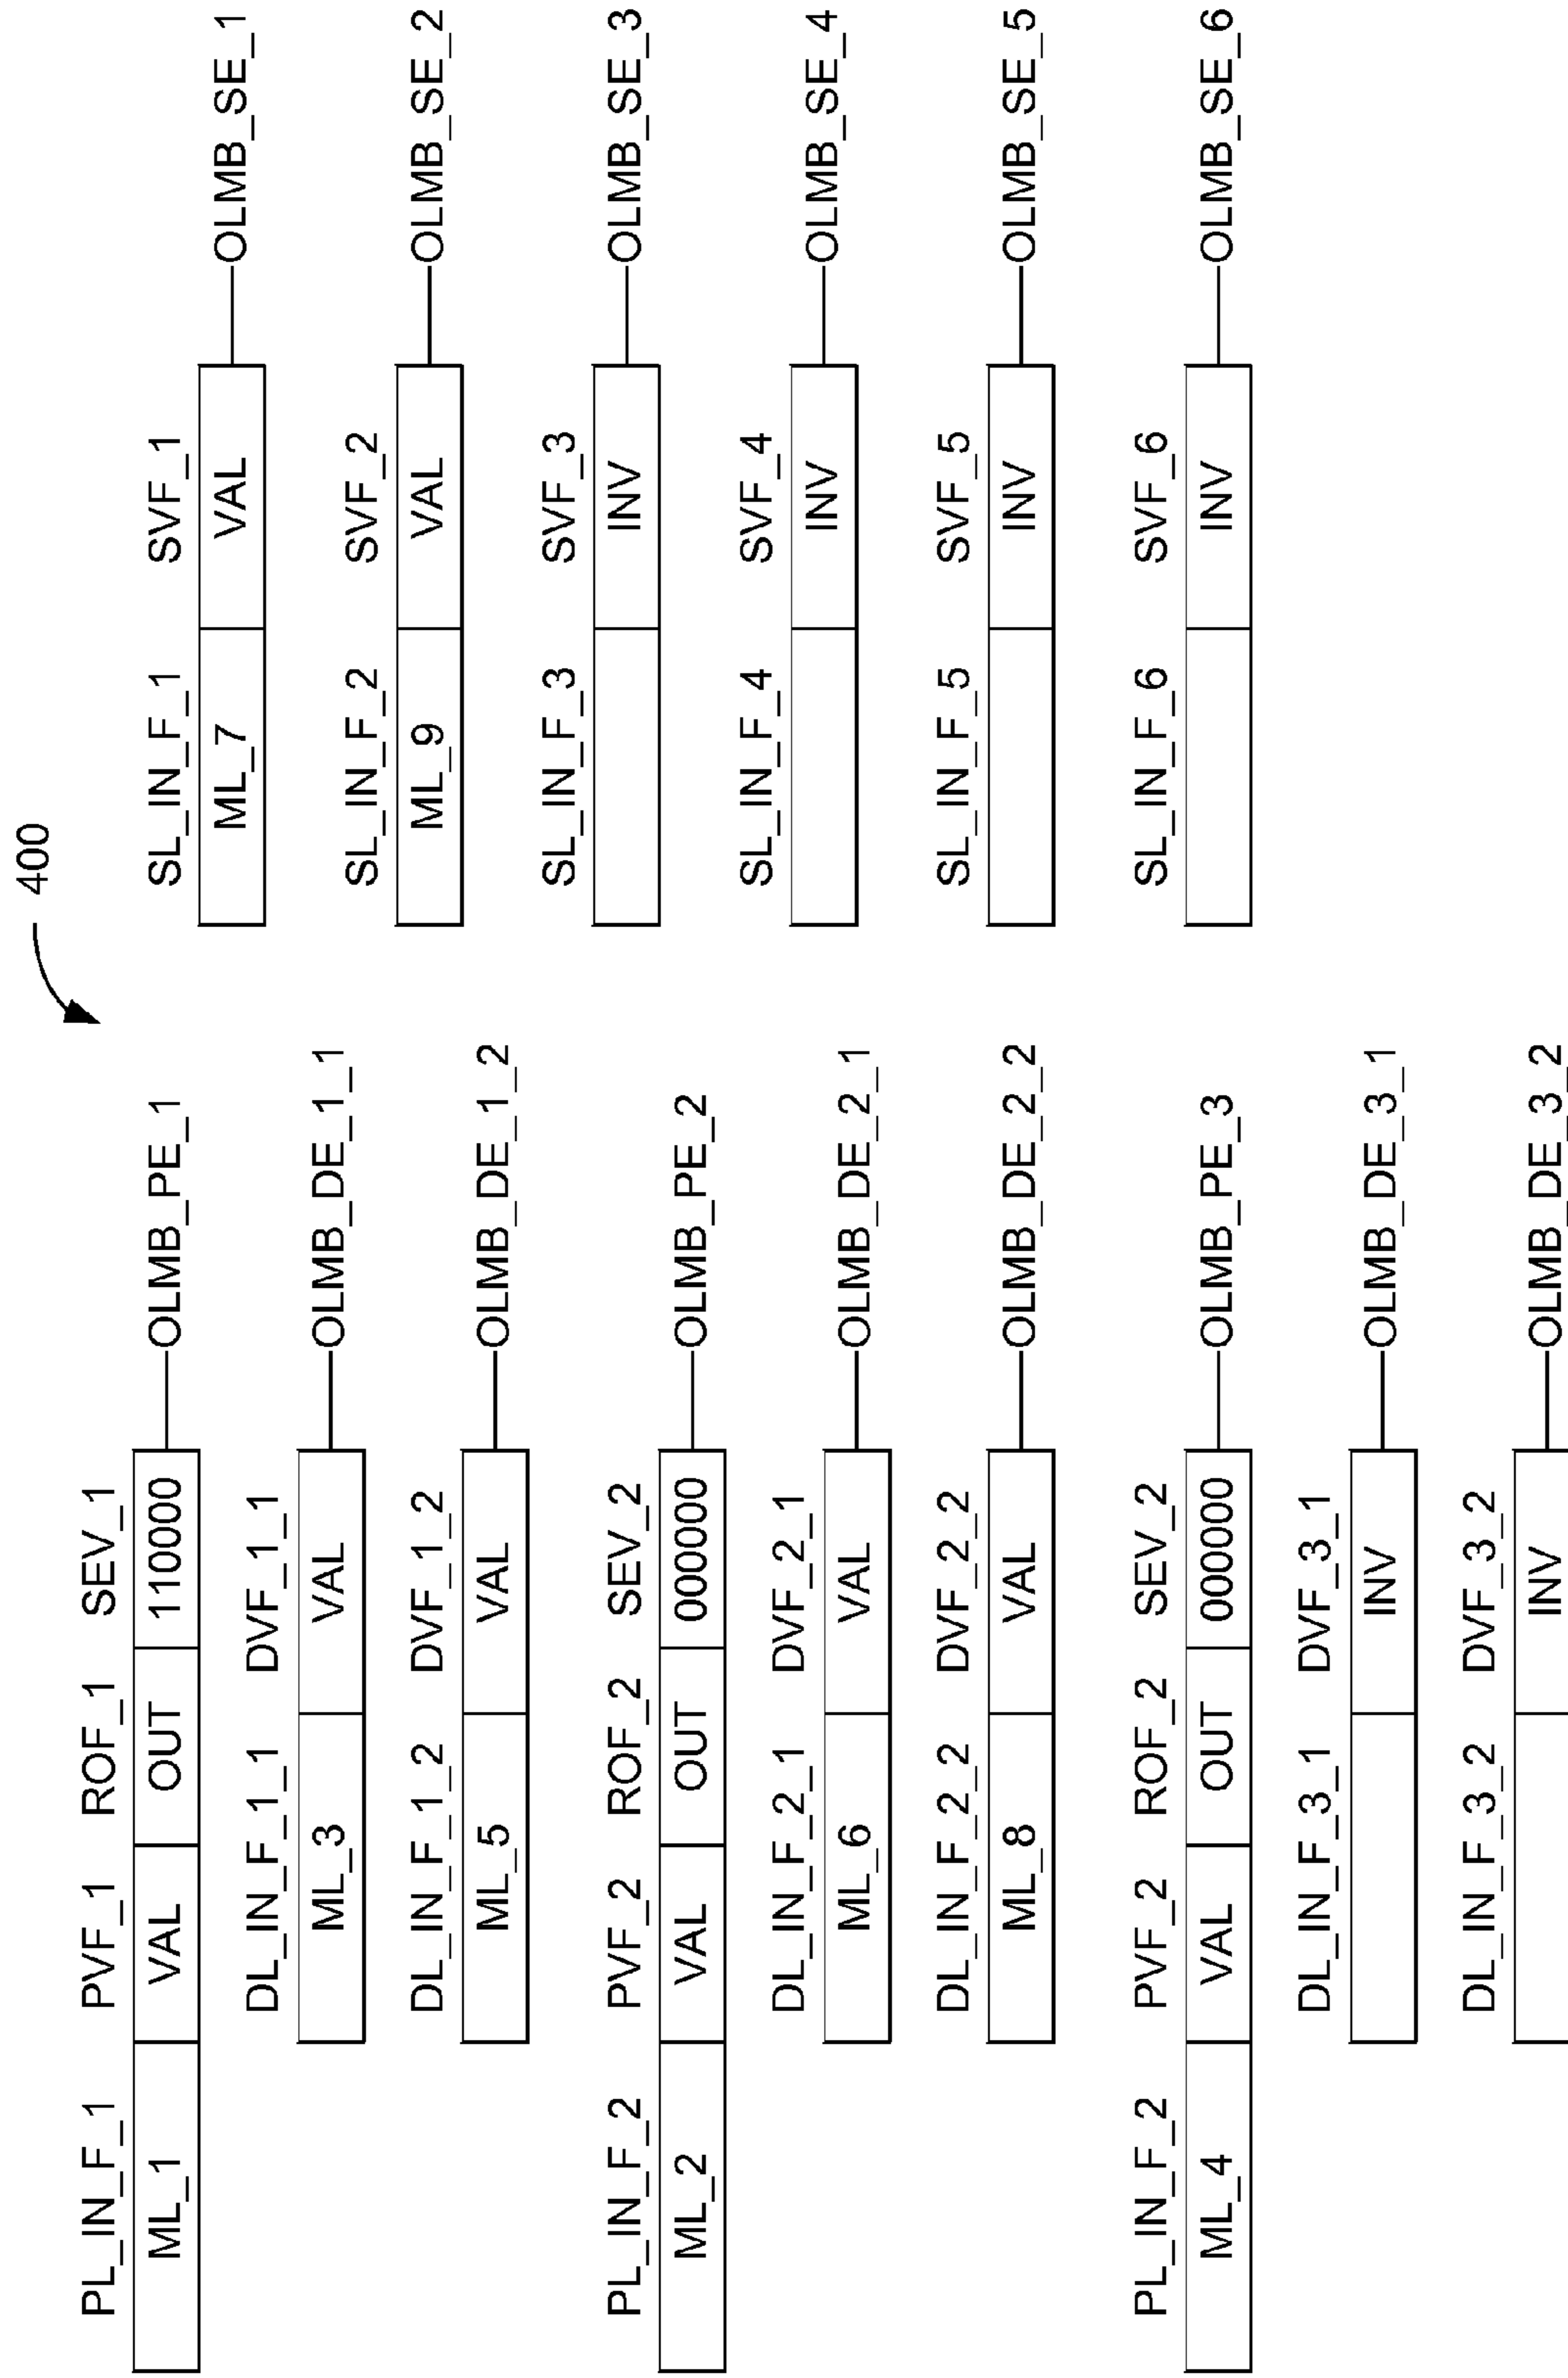 400
PL_IN_F_1 PVF_1 ROF_1 SEV_1
ML_1 VAL OUT 110000 OLMB_PE_1
DL_IN_F_1_1 DVF_1_1
ML_3 VAL OLMB_DE_1_1
DL_IN_F_1_2 DVF_1_2
ML_5 VAL OLMB_DE_1_2
PL_IN_F_2 PVF_2 ROF_2 SEV_2
ML_2 VAL OUT 000000 OLMB_PE_2
DL_IN_F_2_1 DVF_2_1
ML_6 VAL OLMB_DE_2_1
DL_IN_F_2_2 DVF_2_2
ML_8 VAL OLMB_DE_2_2
PL_IN_F_2 PVF_2 ROF_2 SEV_2
ML_4 VAL OUT 000000 OLMB_PE_3
DL_IN_F_3_1 DVF_3_1
INV OLMB_DE_3_1
DL_IN_F_3_2 DVF_3_2
INV OLMB_DE_3_2
SL_IN_F_1 SVF_1
ML_7 VAL OLMB_SE_1
SL_IN_F_2 SVF_2
ML_9 VAL OLMB_SE_2
SL_IN_F_3 SVF_3
INV OLMB_SE_3
SL_IN_F_4 SVF_4
INV OLMB_SE_4
SL_IN_F_5 SVF_5
INV OLMB_SE_5
SL_IN_F_6 SVF_6
INV OLMB_SE_6